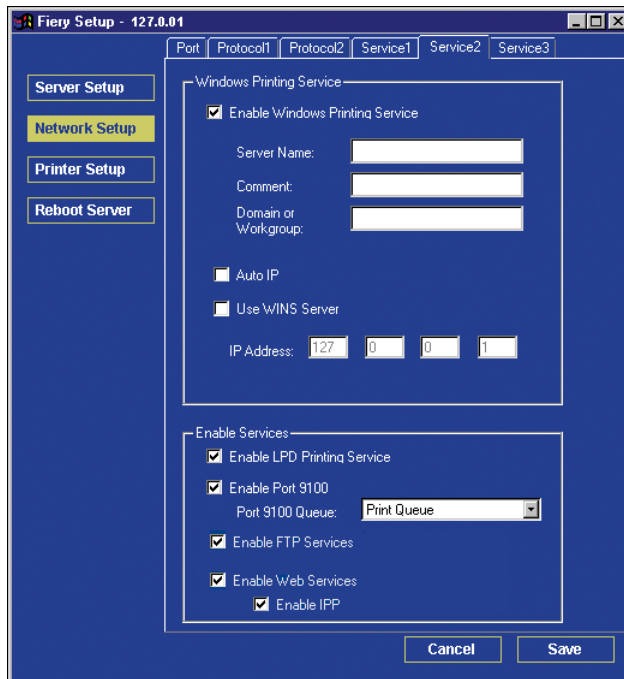 Fiery Setup - 127.0.01
Port Protocol1 Protocol2 Service1 Service2 Service3
Server Setup
Network Setup
Printer Setup
Reboot Server
Windows Printing Service
Enable Windows Printing Service
Server Name:
Comment:
Domain or
Workgroup:
Auto IP
Use WINS Server
IP Address: 127 0 0 1
Enable Services
Enable LPD Printing Service
Enable Port 9100
Port 9100 Queue: Print Queue
Enable FTP Services
Enable Web Services
Enable IPP
Cancel Save